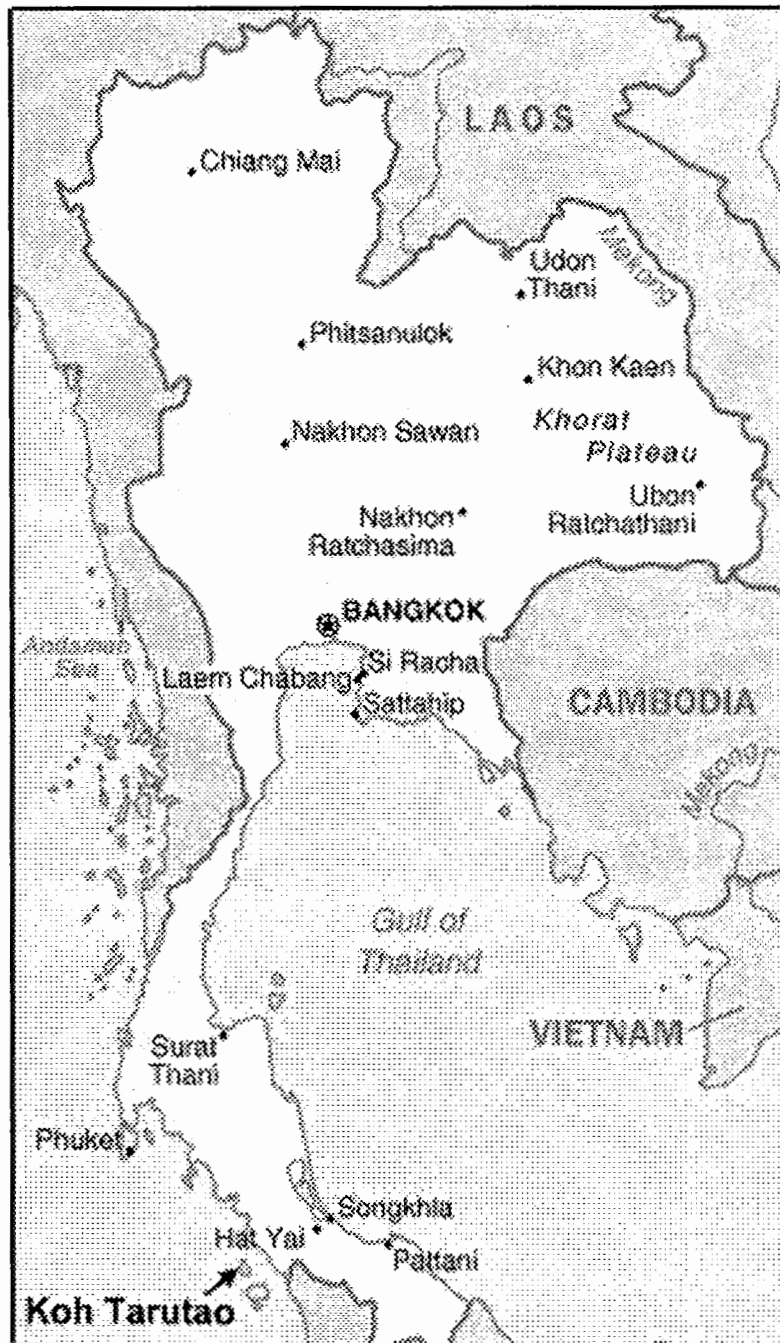 LAOS
Chiang Mai
Mekong
Udon
Thani
Phitsanulok
Khon Kaen
Khorat
Plateau
Nakhon Sawan
Ubon
Ratchathani
Nakhon
Ratchasima
BANGKOK
Andaman
Sea
Si Racha
Laem Chabang
Sattahip
CAMBODIA
Mekong
Gulf of
Thailand
VIETNAM
Surat
Thani
Phuket
Songkhla
Hat Yai
Pattani
Koh Tarutao